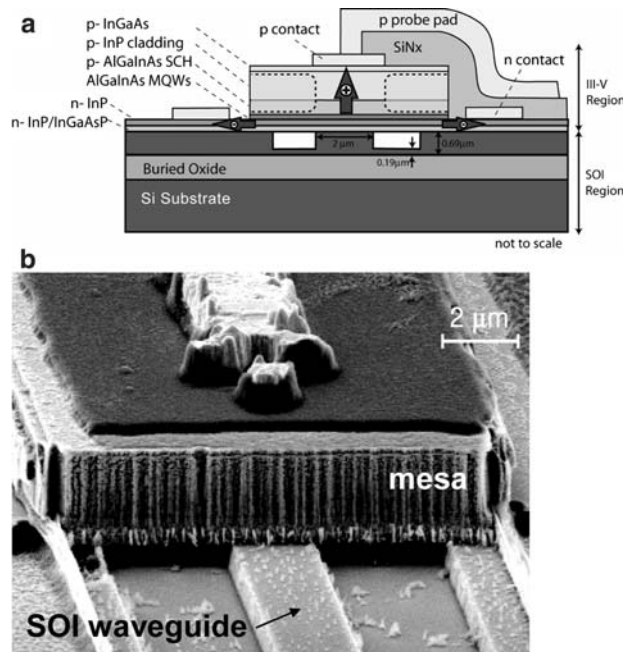 a
p- InGaAs
p- InP cladding
p- AlGaInAs SCH
AlGaInAs MQWs
n- InP
n- InP/InGaAsP
p contact
p probe pad
SiNx
n contact
III-V
Region
2 μm
0.69μm
0.19μm
Buried Oxide
Si Substrate
SOI
Region
not to scale
b
2 μm
mesa
SOI waveguide